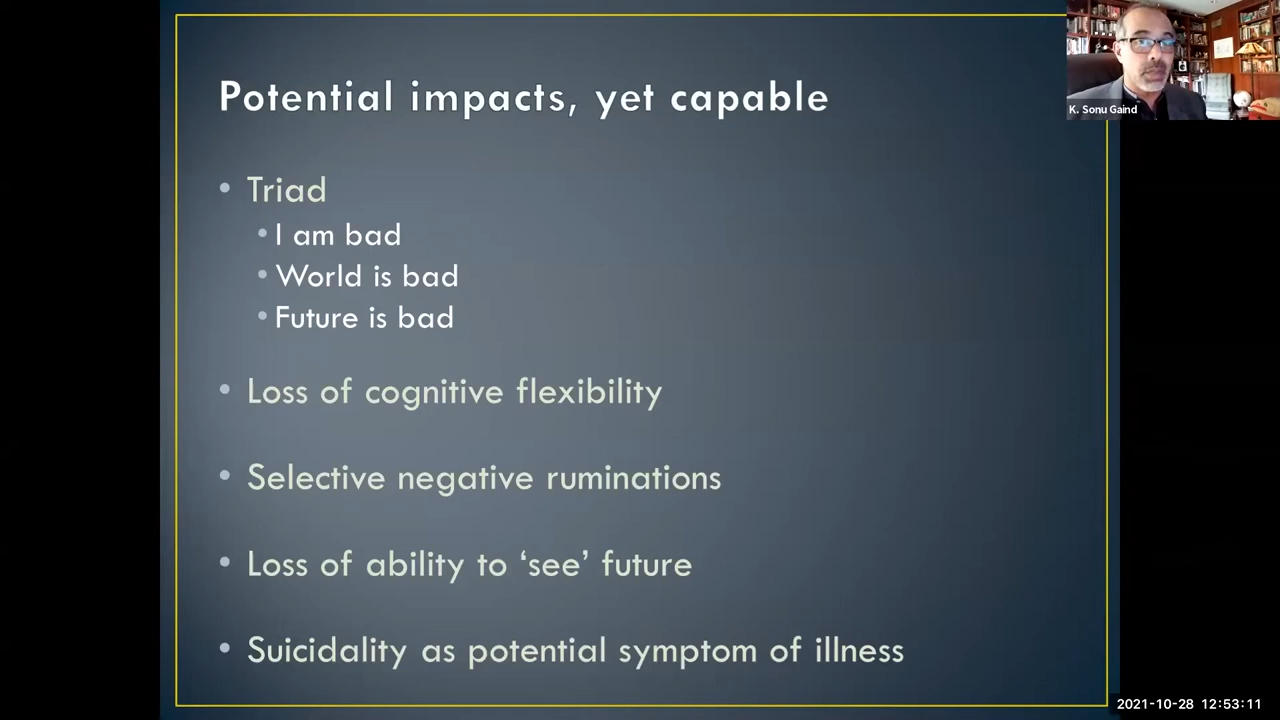 Potential impacts, yet capable
K. Sonu Gaind
• Triad
• I am bad
• World is bad
• Future is bad
• Loss of cognitive flexibility
• Selective negative ruminations
• Loss of ability to ‘see’ future
• Suicidality as potential symptom of illness
2021-10-28 12:53:11